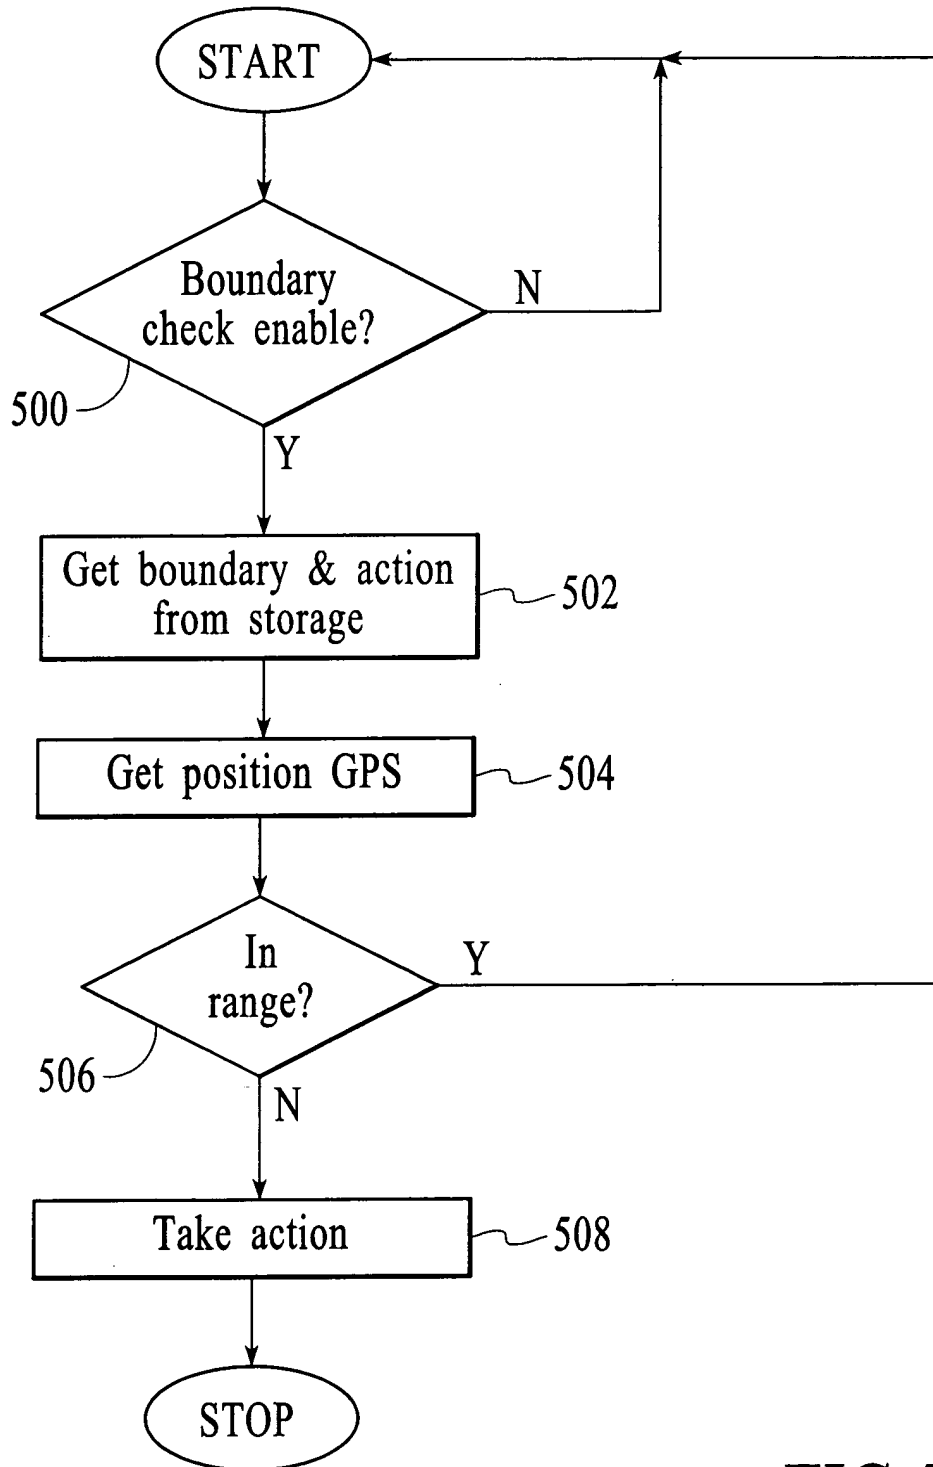 START
Boundary
check enable?
N
500
Y
Get boundary & action
from storage
502
Get position GPS
504
In
range?
Y
506
N
Take action
508
STOP